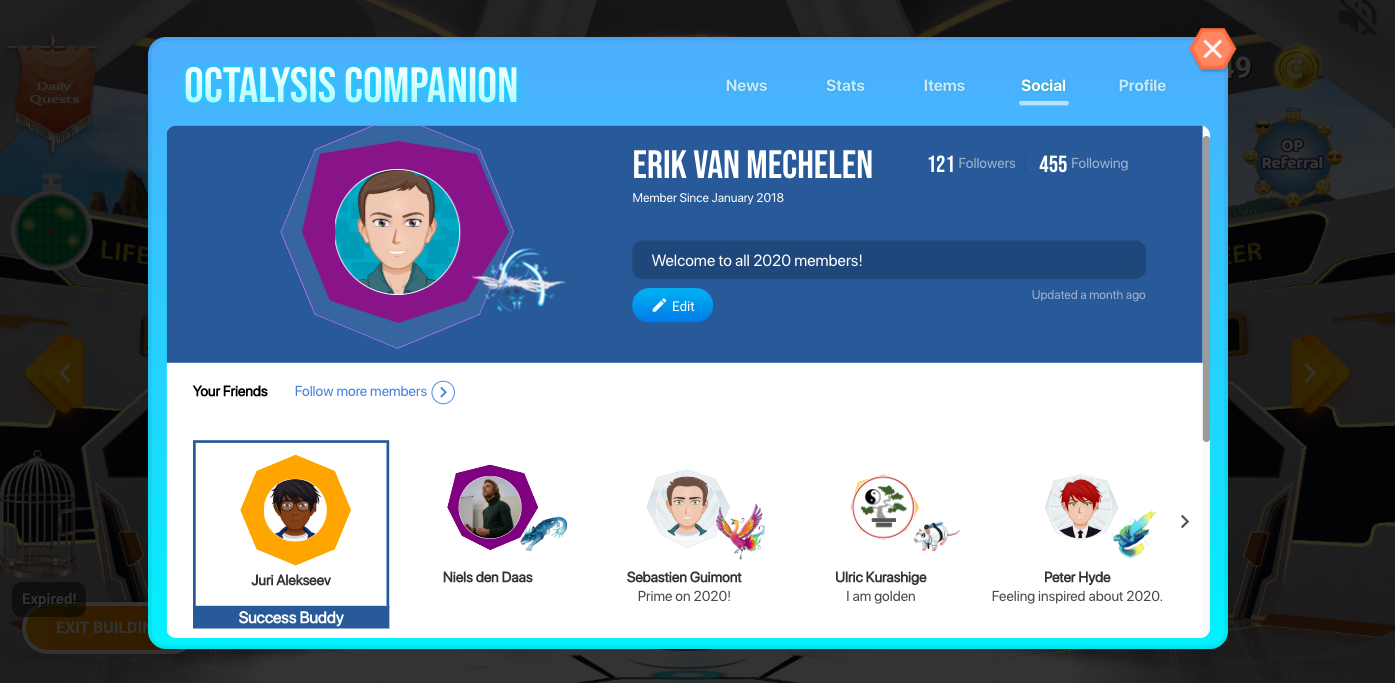 Daily
Quests
OCTALYSIS COMPANION
News
Stats
Items
Social
Profile
49
OP
Referral
ERIK VAN MECHELEN
121 Followers
455 Following
Member Since January 2018
Welcome to all 2020 members!
Edit
Updated a month ago
LIFE
Your Friends
Follow more members
Juri Alekseev
Success Buddy
Niels den Daas
Sebastien Guimont
Prime on 2020!
Ulric Kurashige
I am golden
Peter Hyde
Feeling inspired about 2020.
Expired!
EXIT BUILDIN